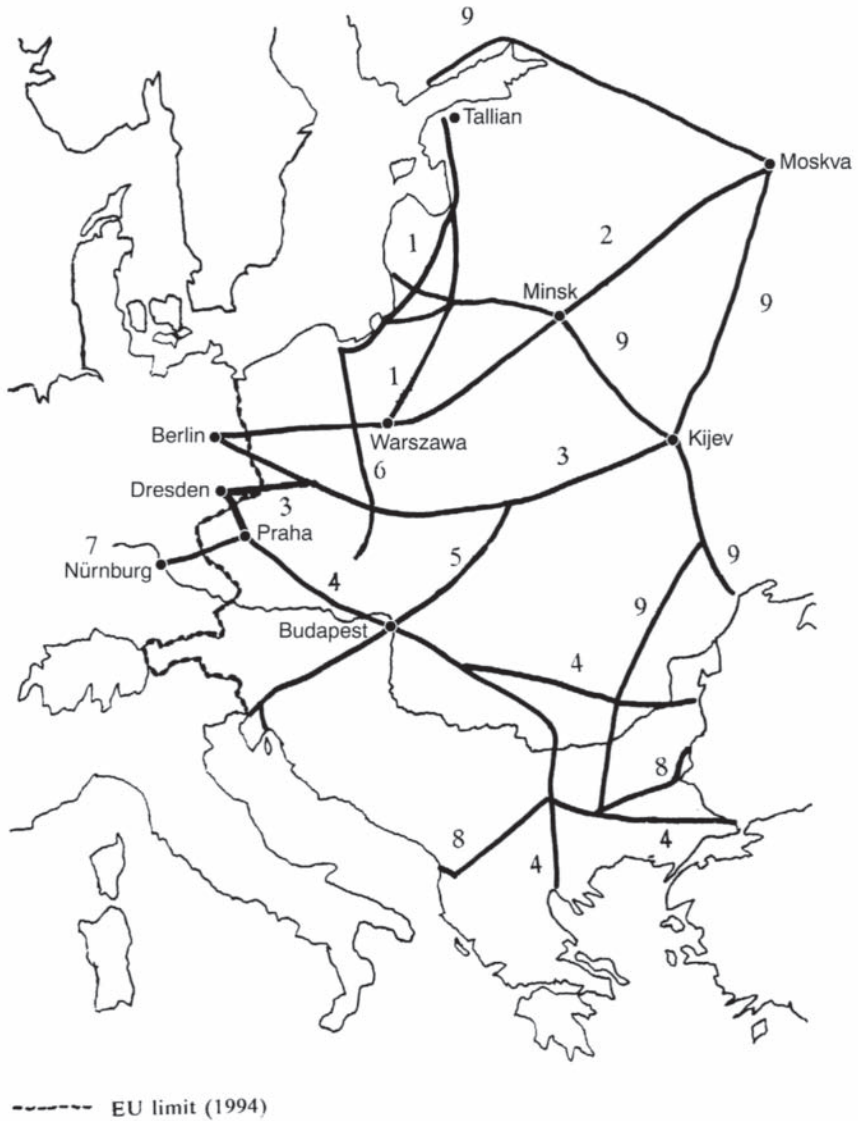 9
Tallian
Moskva
1
2
Minsk
9
9
1
Berlin
Warszawa
Kijev
6
3
Dresden
3
Praha
7
Nürnburg
5
9
4
9
Budapest
4
8
8
4
4
EU limit (1994)